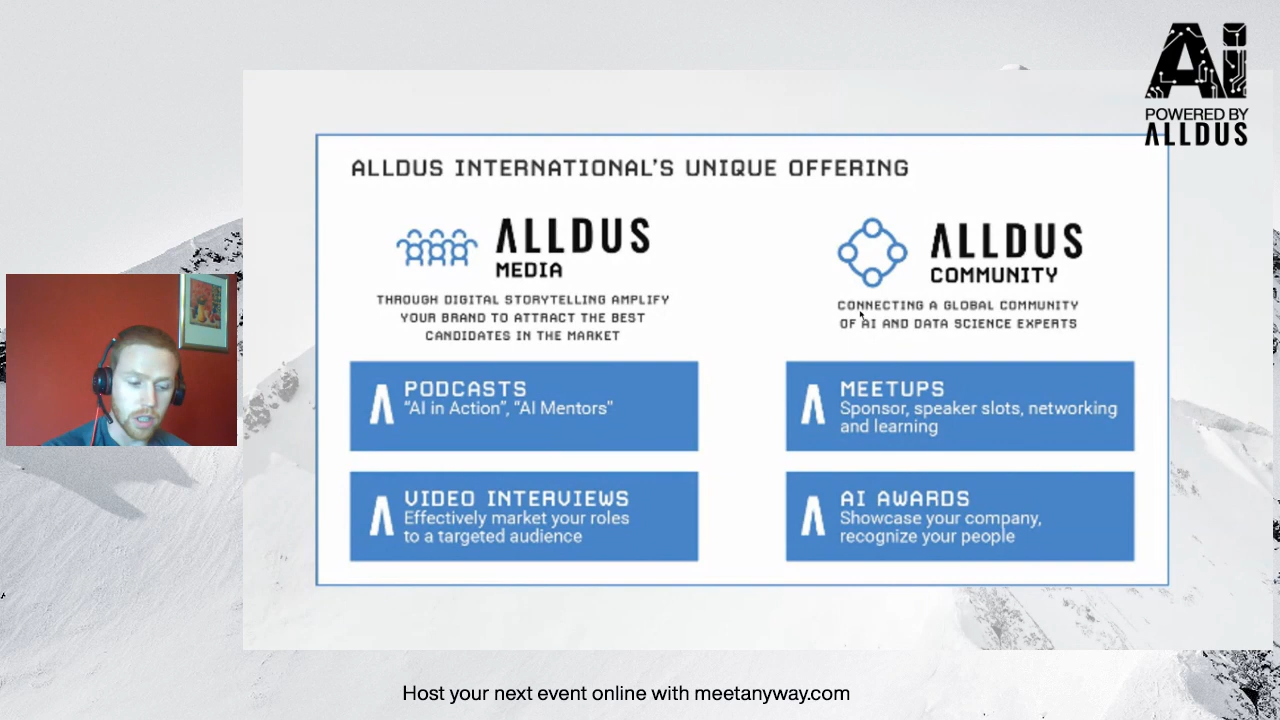 Ai
POWERED BY
ALLDUS
ALLDUS INTERNATIONAL'S UNIQUE OFFERING
ALLDUS
MEDIA
THROUGH DIGITAL STORYTELLING AMPLIFY
YOUR BRAND TO ATTRACT THE BEST
CANDIDATES IN THE MARKET
PODCASTS
"AI in Action", "AI Mentors"
VIDEO INTERVIEWS
Effectively market your roles
to a targeted audience
ALLDUS
COMMUNITY
CONNECTING A GLOBAL COMMUNITY
OF AI AND DATA SCIENCE EXPERTS
MEETUPS
Sponsor, speaker slots, networking
and learning
AI AWARDS
Showcase your company,
recognize your people
Host your next event online with meetanyway.com